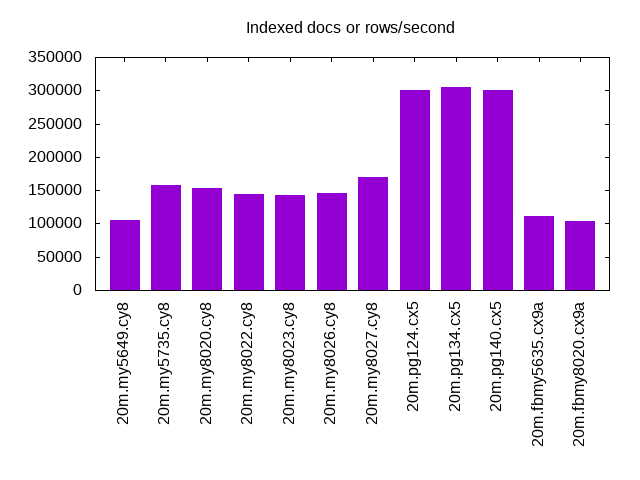 Indexed docs or rows/second
350000
300000
250000
200000
150000
100000
50000
0
20m.my5649.cy8
20m.my5735.cy8
20m.my8020.cy8
20m.my8022.cy8
20m.my8023.cy8
20m.my8026.cy8
20m.my8027.cy8
20m.pg124.cx5
20m.pg134.cx5
20m.pg140.cx5
20m.fbmy5635.cx9a
20m.fbmy8020.cx9a